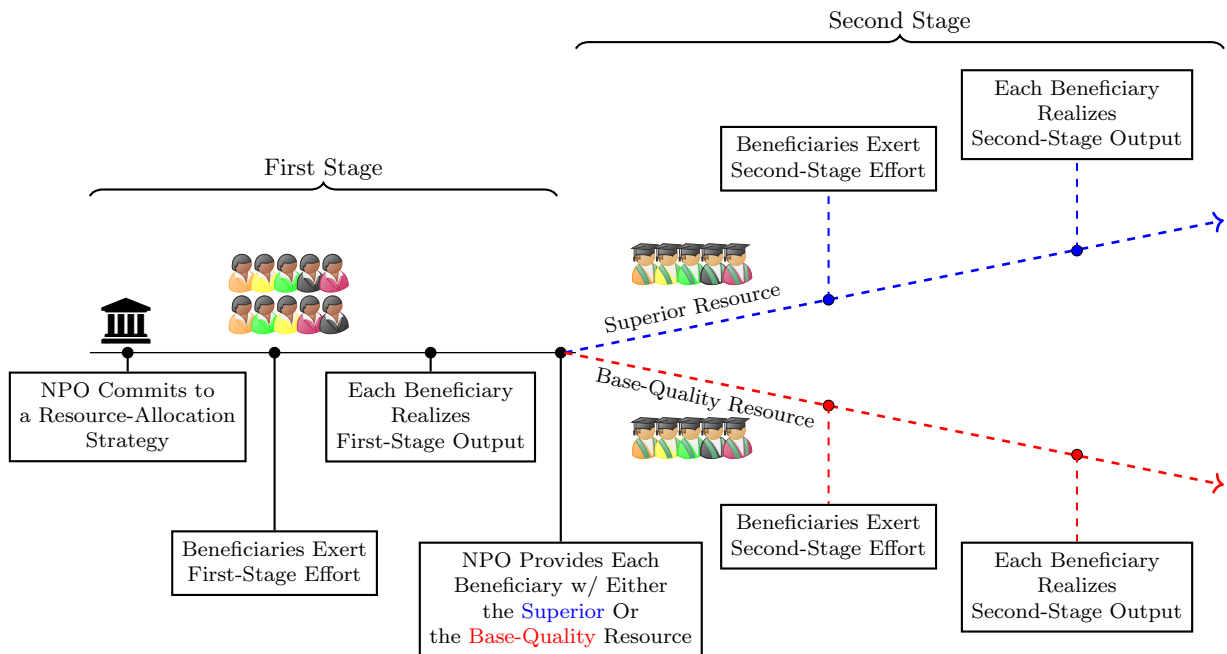 Second Stage
Each Beneficiary
Realizes
Second-Stage Output
Beneficiaries Exert
Second-Stage Effort
First Stage
Superior Resource
Base-Quality Resource
NPO Commits to
a Resource-Allocation
Strategy
Each Beneficiary
Realizes
First-Stage Output
Beneficiaries Exert
First-Stage Effort
NPO Provides Each
Beneficiary w/ Either
the Superior Or
the Base-Quality Resource
Beneficiaries Exert
Second-Stage Effort
Each Beneficiary
Realizes
Second-Stage Output